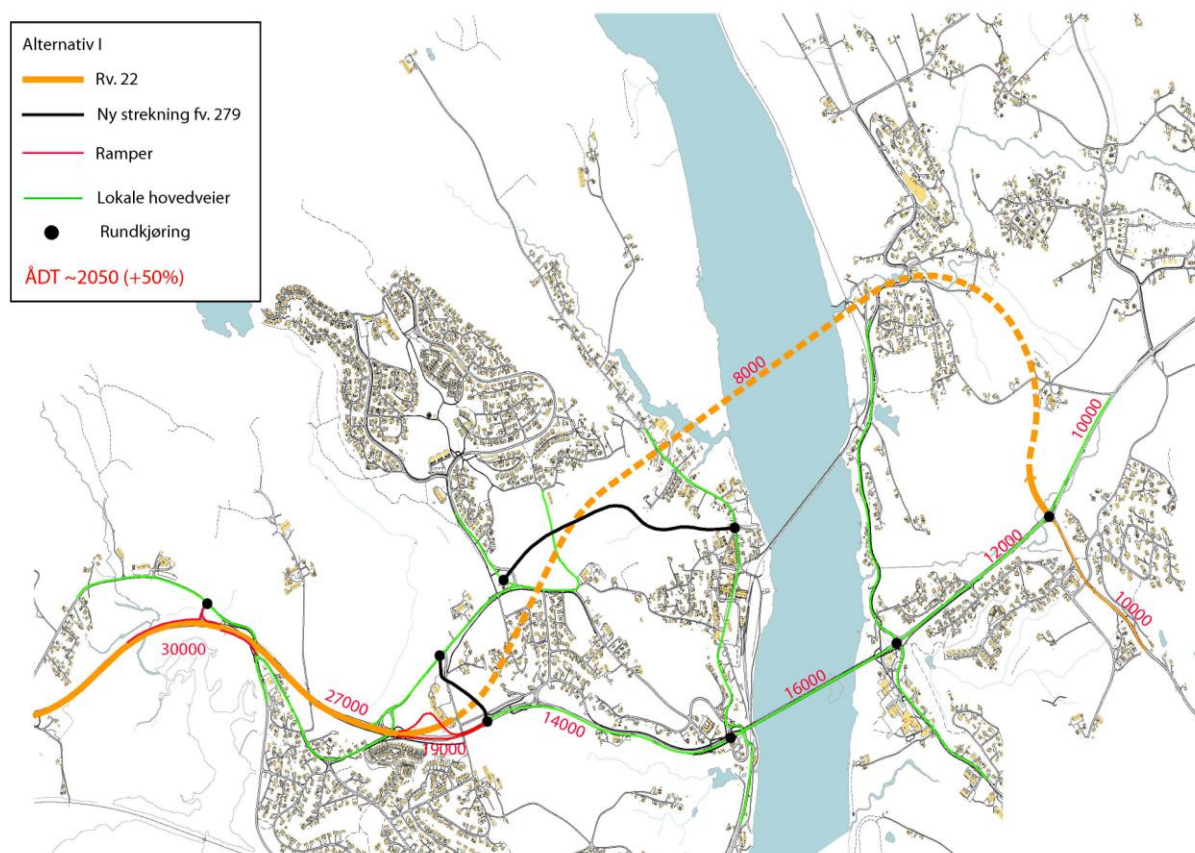 Alternativ I
Rv. 22
Ny strekning fv. 279
Ramper
Lokale hovedveier
Rundkjøring
ÅDT ~2050 (+50%)
8000
10000
12000
10000
30000
27000
16000
14000
19000